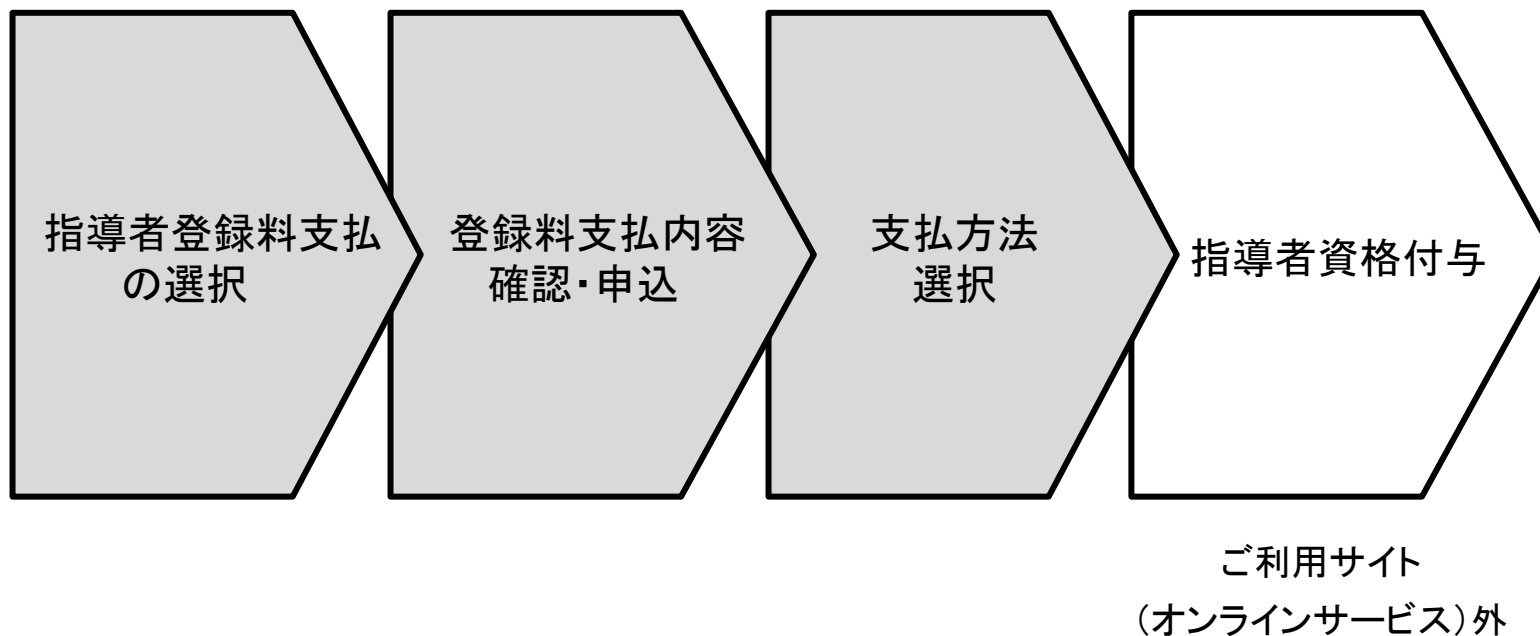 指導者登録料支払
の選択
登録料支払内容
確認・申込
支払方法
選択
指導者資格付与
ご利用サイト
（オンラインサービス）外